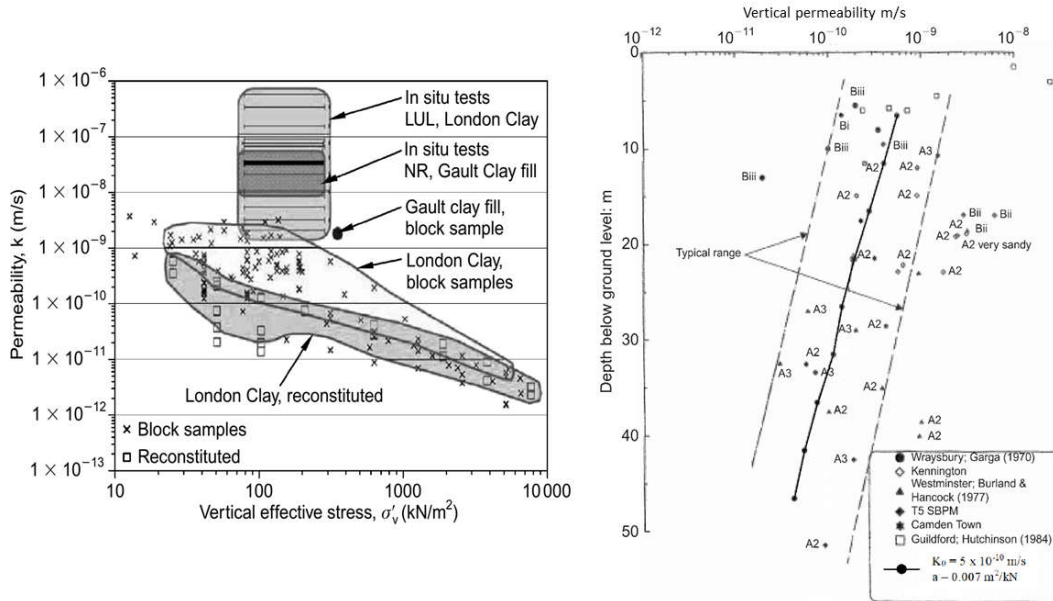 1 × 10⁻⁶
1 × 10⁻⁷
1 × 10⁻⁸
1 × 10⁻⁹
1 × 10⁻¹⁰
1 × 10⁻¹¹
1 × 10⁻¹²
1 × 10⁻¹³
Permeability, k (m/s)
In situ tests
LUL, London Clay
In situ tests
NR, Gault Clay fill
Gault clay fill,
block sample
London Clay,
block samples
London Clay, reconstituted
× Block samples
□ Reconstituted
10 100 1000 10000
Vertical effective stress, σ′ᵥ (kN/m²)
Vertical permeability m/s
10⁻¹² 10⁻¹¹ 10⁻¹⁰ 10⁻⁹ 10⁻⁸
0
10
20
30
40
50
Depth below ground level: m
Biii
Bi
Biii
Biii
A3
A2
A2
Biii
A2
A2
Bii
Bii
Bii
A2
A2 very sandy
Typical range
A2
A2
A2
A3
A3
A2
A2
A3
A3
A2
A2
A2
A2
A3
A2
Wraysbury; Garga (1970)
Kennington
Westminster; Burland &
Hancock (1977)
T5 SBPM
Camden Town
Guildford; Hutchinson (1984)
K₀ = 5 x 10⁻¹⁰ m/s
a – 0.007 m²/kN